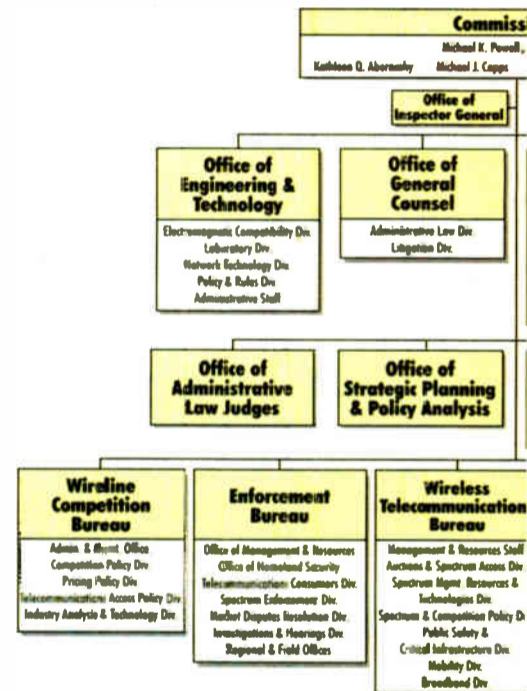 Commissi
Michael K. Powell,
Kathleen Q. Abernathy Michael J. Copps
Office of
Inspector General
Office of
Engineering &
Technology
Electromagnetic Compatibility Div.
Laboratory Div.
Network Technology Div.
Policy & Rules Div.
Administrative Staff
Office of
General
Counsel
Administrative Law Div.
Litigation Div.
Office of
Administrative
Law Judges
Office of
Strategic Planning
& Policy Analysis
Wireline
Competition
Bureau
Admin. & Mgmt. Office
Competition Policy Div.
Pricing Policy Div.
Telecommunications Access Policy Div.
Industry Analysis & Technology Div.
Enforcement
Bureau
Office of Management & Resources
Office of Homeland Security
Telecommunications Consumers Div.
Spectrum Enforcement Div.
Market Disputes Resolution Div.
Investigations & Hearings Div.
Regional & Field Offices
Wireless
Telecommunication
Bureau
Management & Resources Staff
Auctions & Spectrum Access Div.
Spectrum Mgmt. Resources &
Technologies Div.
Spectrum & Competition Policy Di
Public Safety &
Critical Infrastructure Div.
Mobility Div.
Broadband Div.